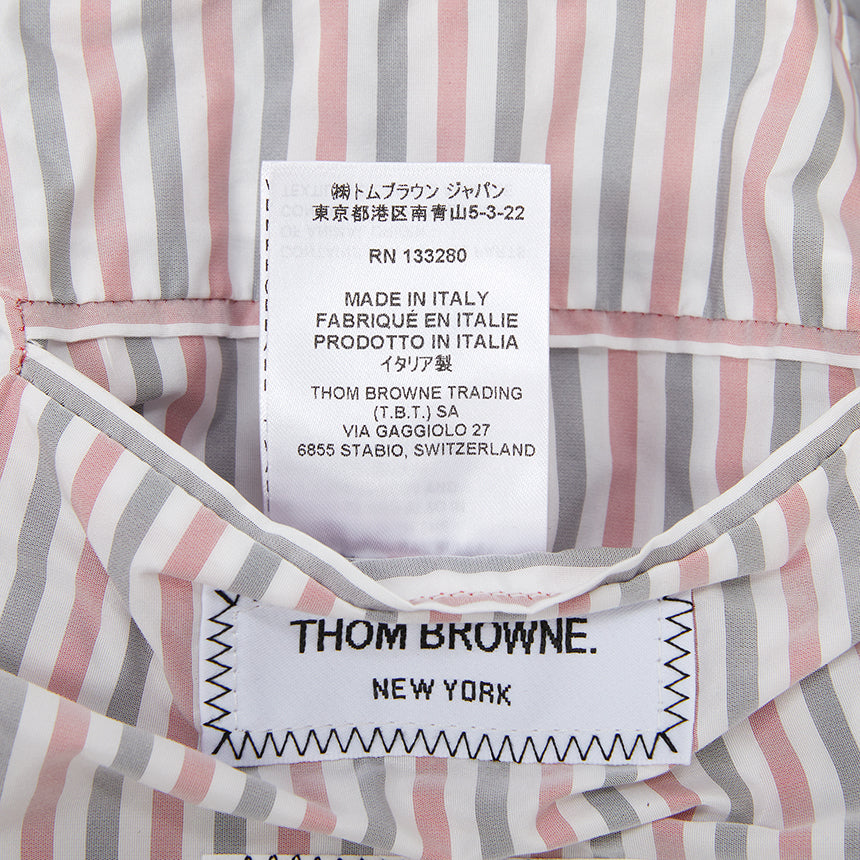 (株)トムブラウン ジャパン
東京都港区南青山5-3-22
RN 133280
MADE IN ITALY
FABRIQUÉ EN ITALIE
PRODOTTO IN ITALIA
イタリア製
THOM BROWNE TRADING
(T.B.T.) SA
VIA GAGGIOLO 27
6855 STABIO, SWITZERLAND
THOM BROWNE.
NEW YORK